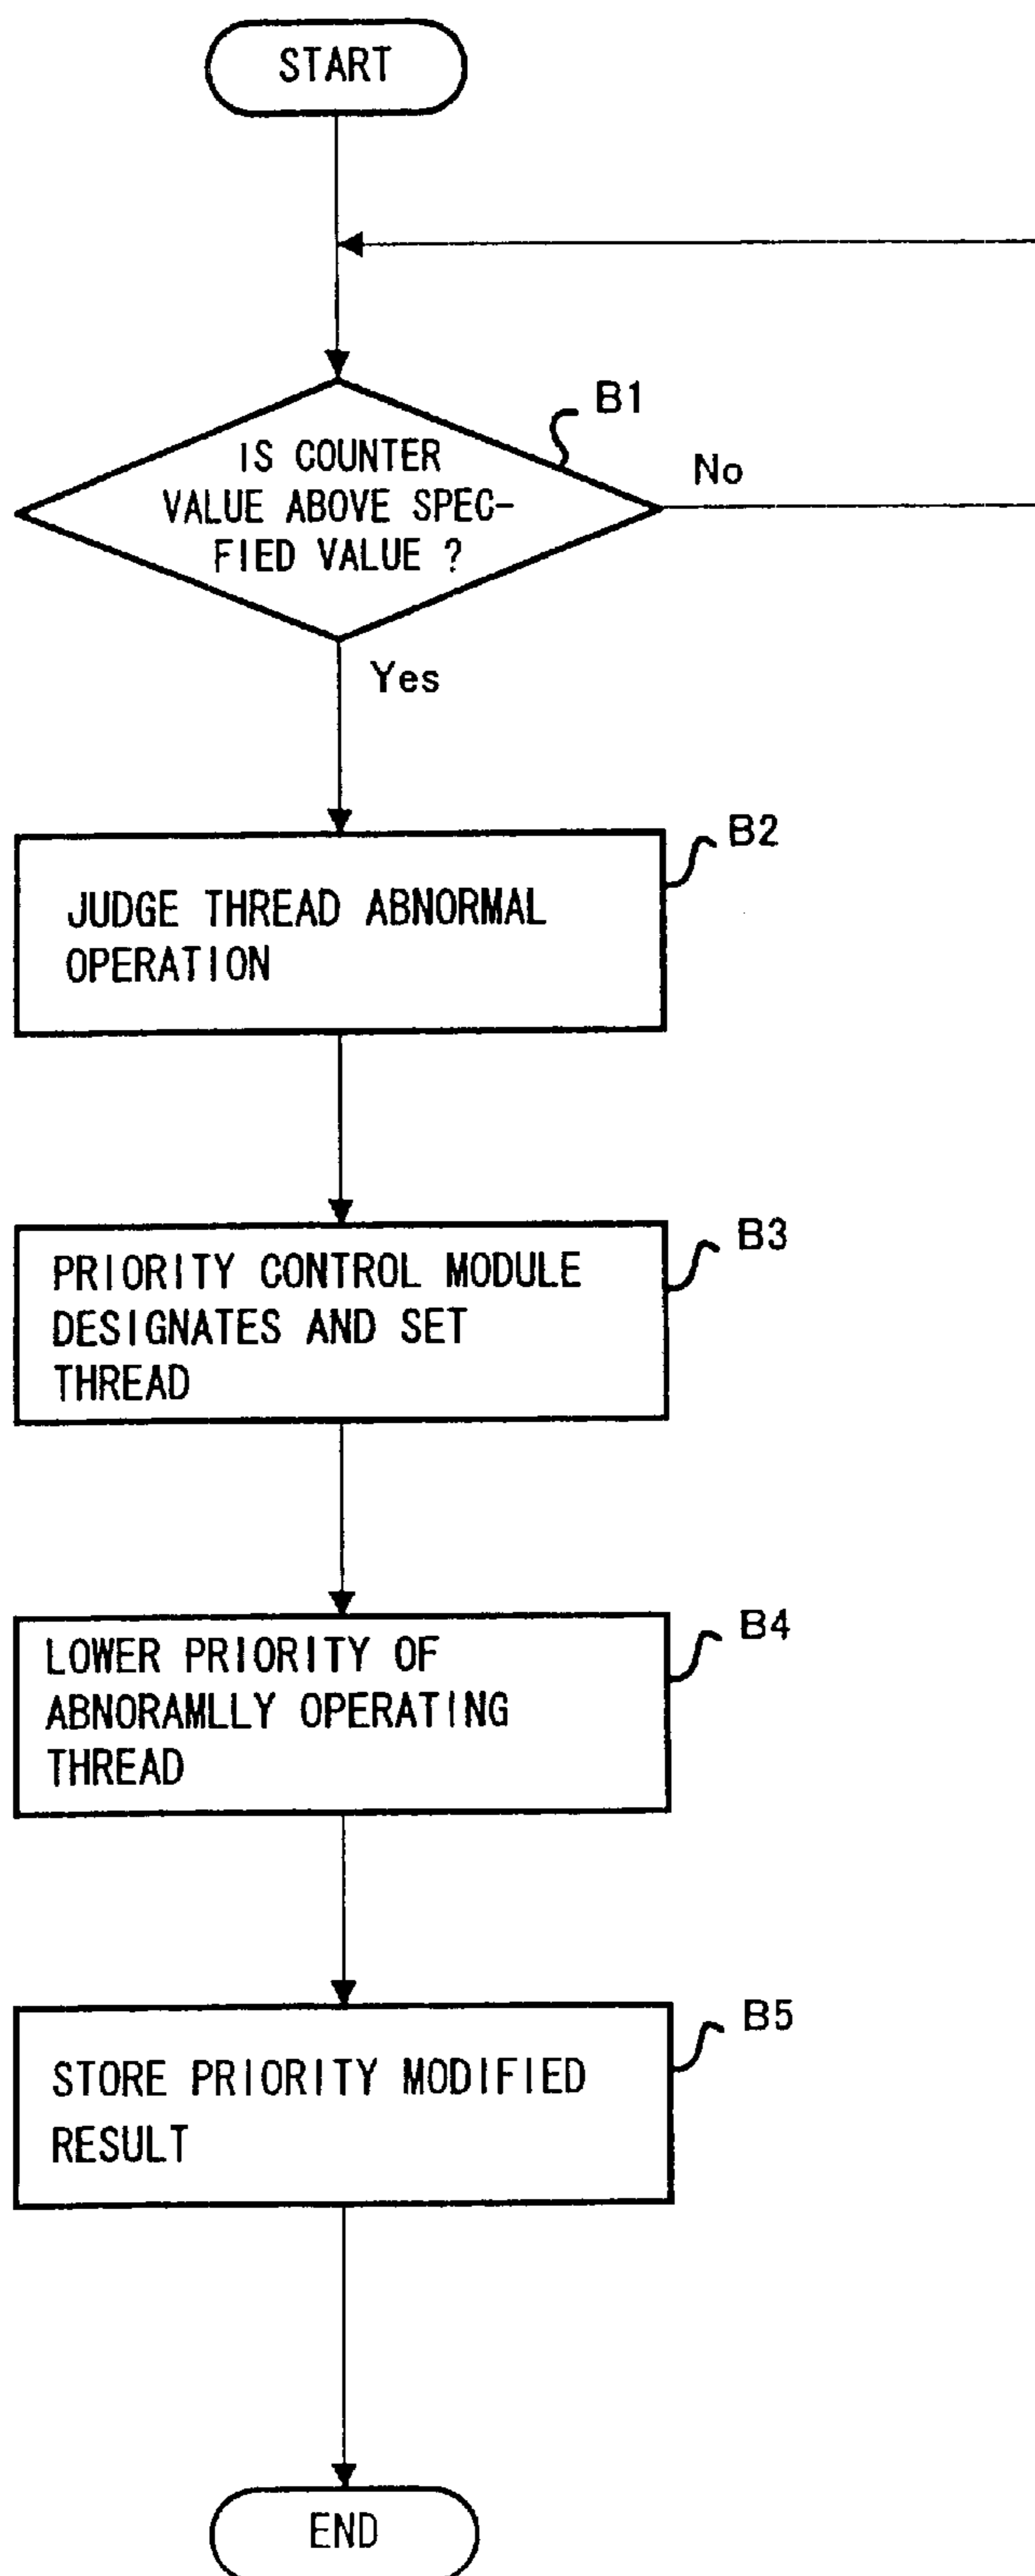 START
B1
IS COUNTER
VALUE ABOVE SPEC-
FIED VALUE ?
No
Yes
B2
JUDGE THREAD ABNORMAL
OPERATION
B3
PRIORITY CONTROL MODULE
DESIGNATES AND SET
THREAD
B4
LOWER PRIORITY OF
ABNORAMLLY OPERATING
THREAD
B5
STORE PRIORITY MODIFIED
RESULT
END